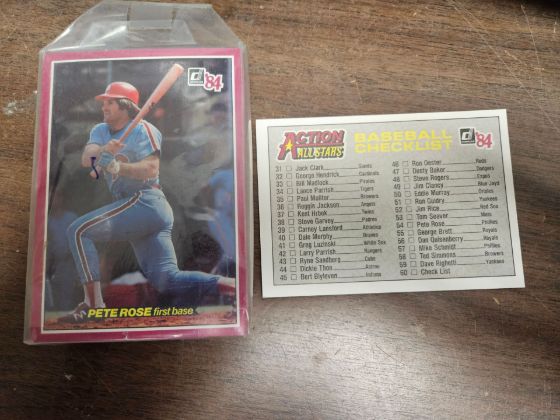 '84
PETE ROSE first base
ACTION
ALL-STARS
BASEBALL
CHECKLIST
'84
31 Jack Clark Giants
32 George Hendrick Cardinals
33 Bill Madlock Pirates
34 Lance Parrish Tigers
35 Paul Molitor Brewers
36 Reggie Jackson Angels
37 Kent Hrbek Twins
38 Steve Garvey Padres
39 Carney Lansford Athletics
40 Dale Murphy Braves
41 Greg Luzinski White Sox
42 Larry Parrish Rangers
43 Ryne Sandberg Cubs
44 Dickie Thon Astros
45 Bert Blyleven Indians
46 Ron Oester Reds
47 Dusty Baker Dodgers
48 Steve Rogers Expos
49 Jim Clancy Blue Jays
50 Eddie Murray Orioles
51 Ron Guidry Yankees
52 Jim Rice Red Sox
53 Tom Seaver Mets
54 Pete Rose Phillies
55 George Brett Royals
56 Dan Quisenberry Royals
57 Mike Schmidt Phillies
58 Ted Simmons Brewers
59 Dave Righetti Yankees
60 Check List